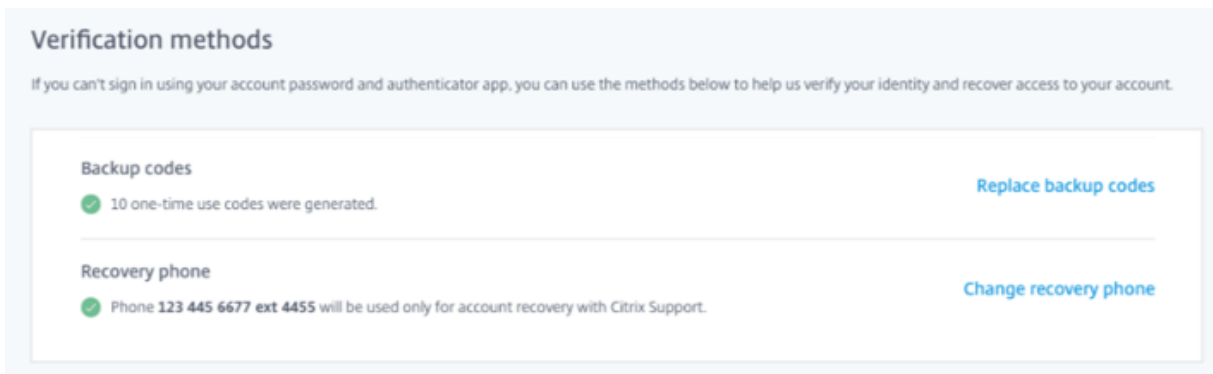 Verification methods
If you can't sign in using your account password and authenticator app, you can use the methods below to help us verify your identity and recover access to your account.
Backup codes
10 one-time use codes were generated.
Replace backup codes
Recovery phone
Phone 123 445 6677 ext 4455 will be used only for account recovery with Citrix Support.
Change recovery phone